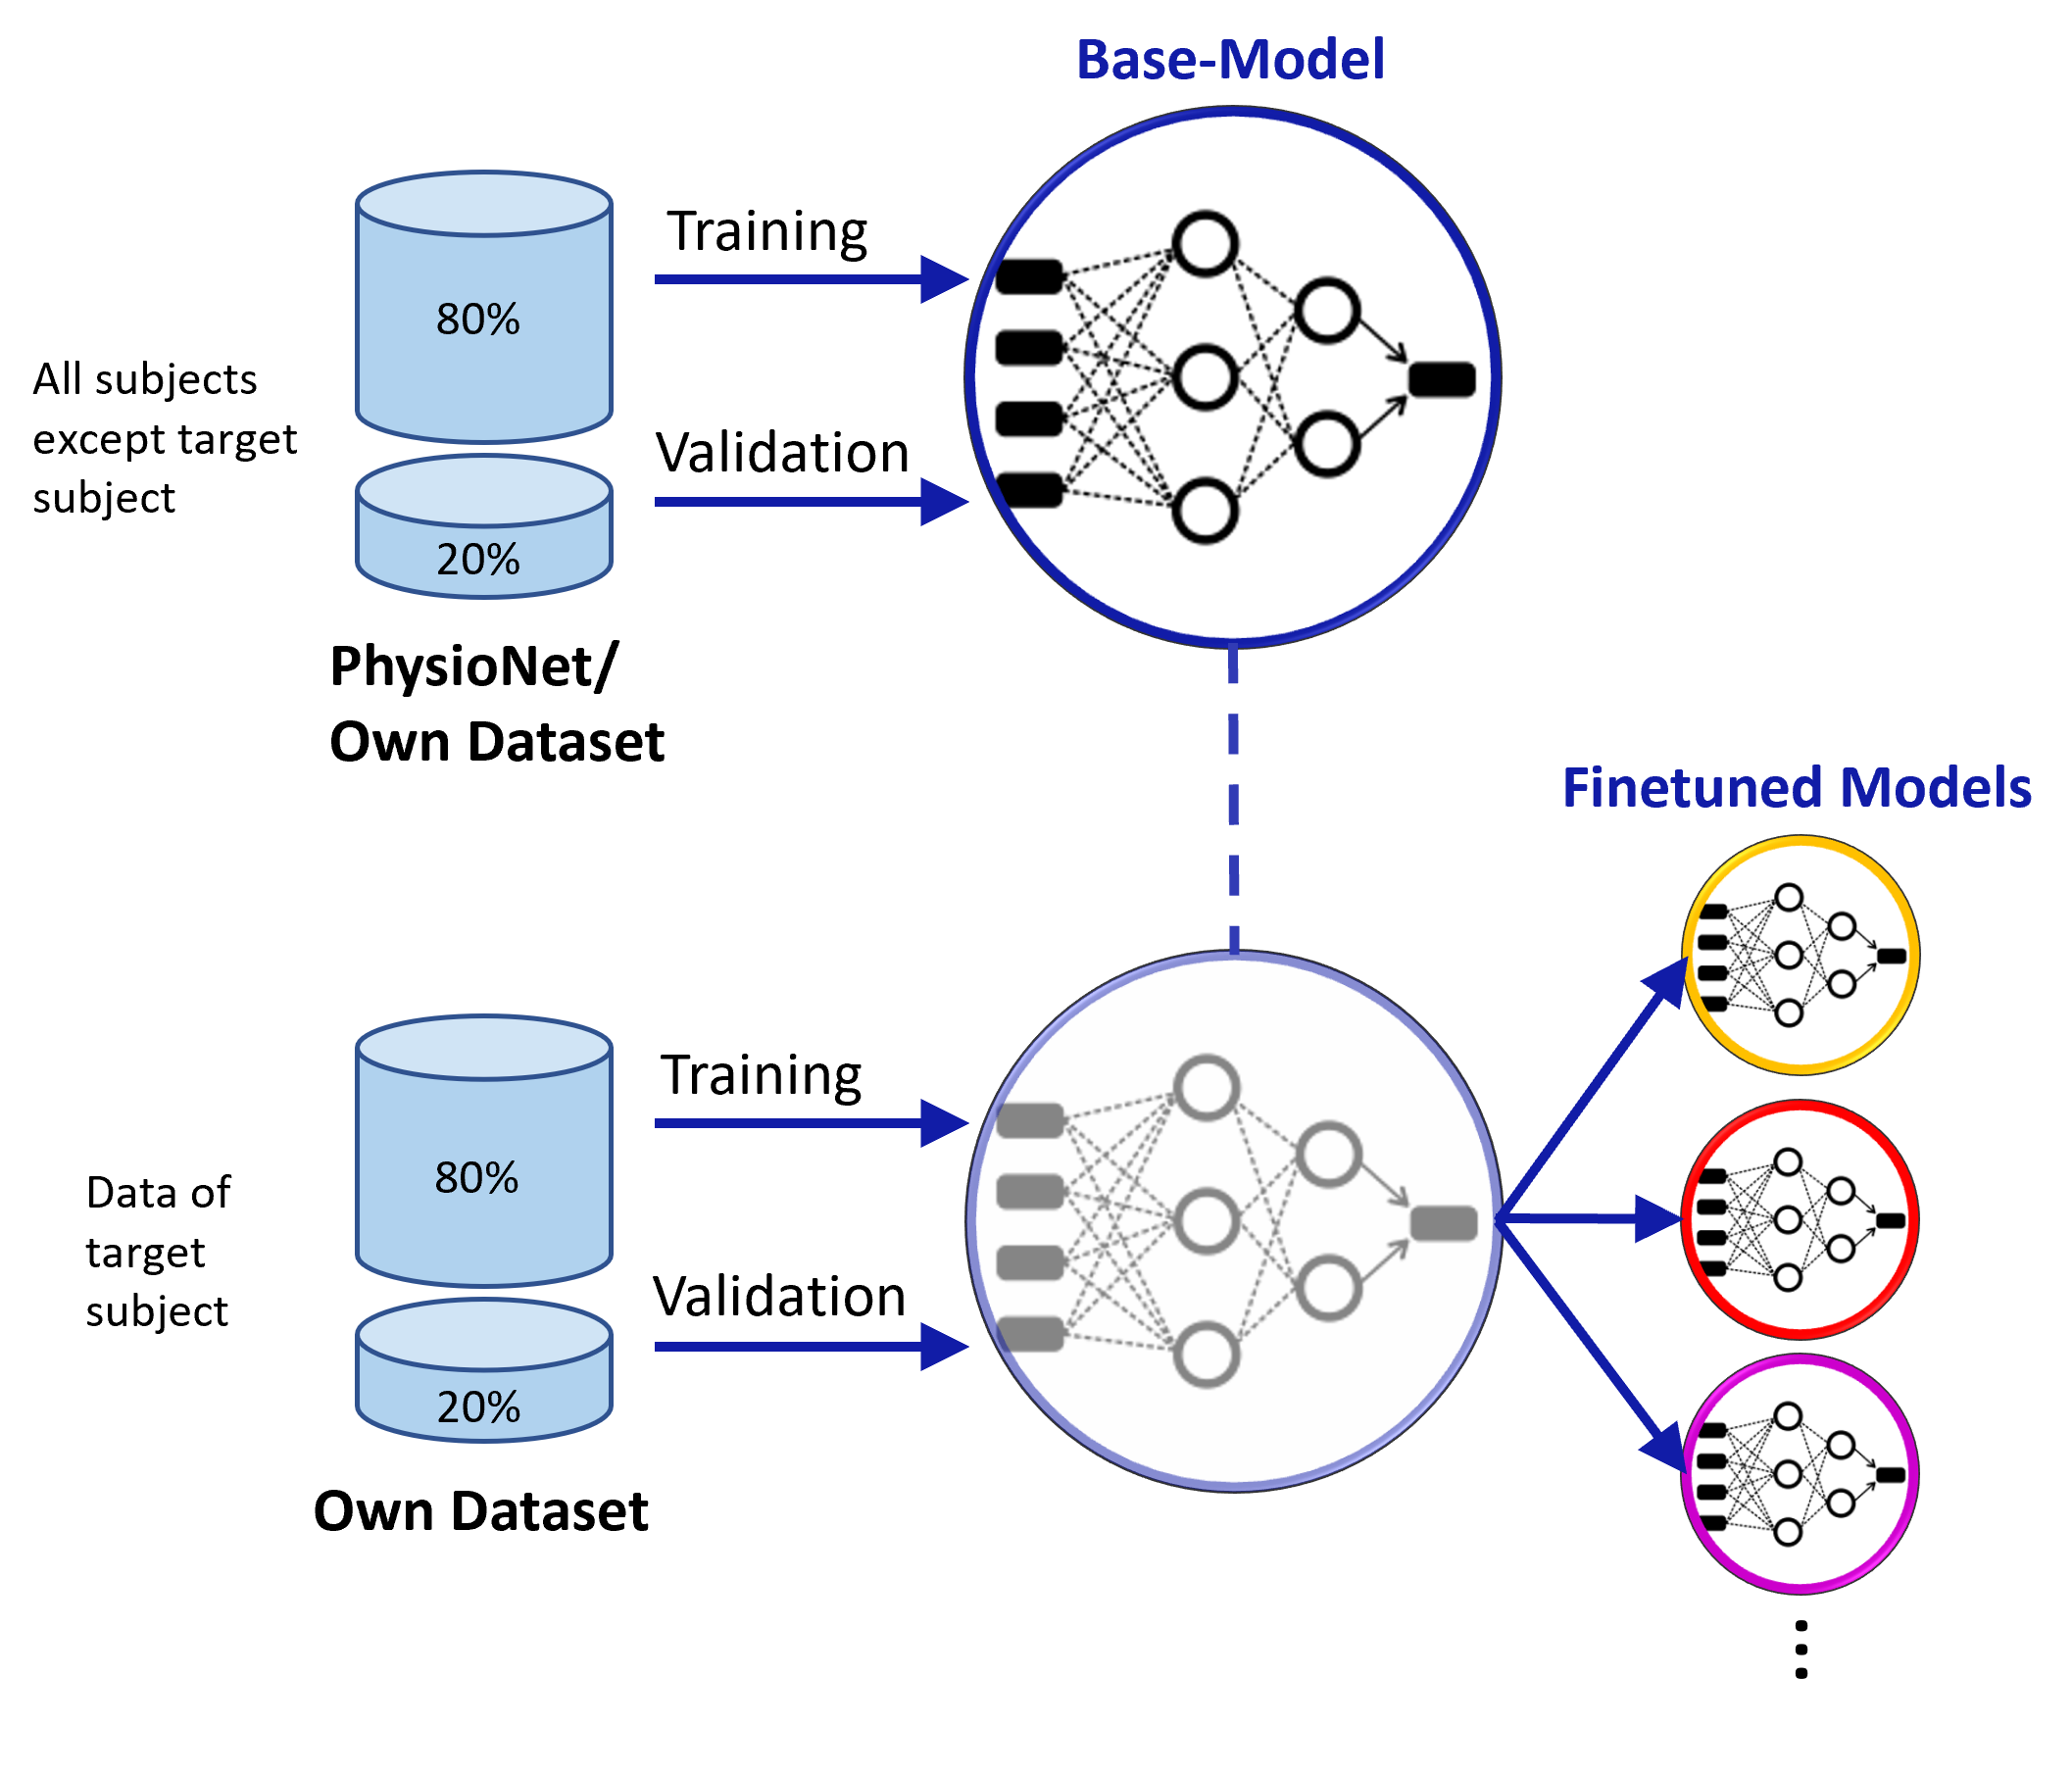 Base-Model
Training
80%
All subjects
except target
subject
Validation
20%
PhysioNet/
Own Dataset
Finetuned Models
Training
80%
Data of
target
subject
Validation
20%
Own Dataset